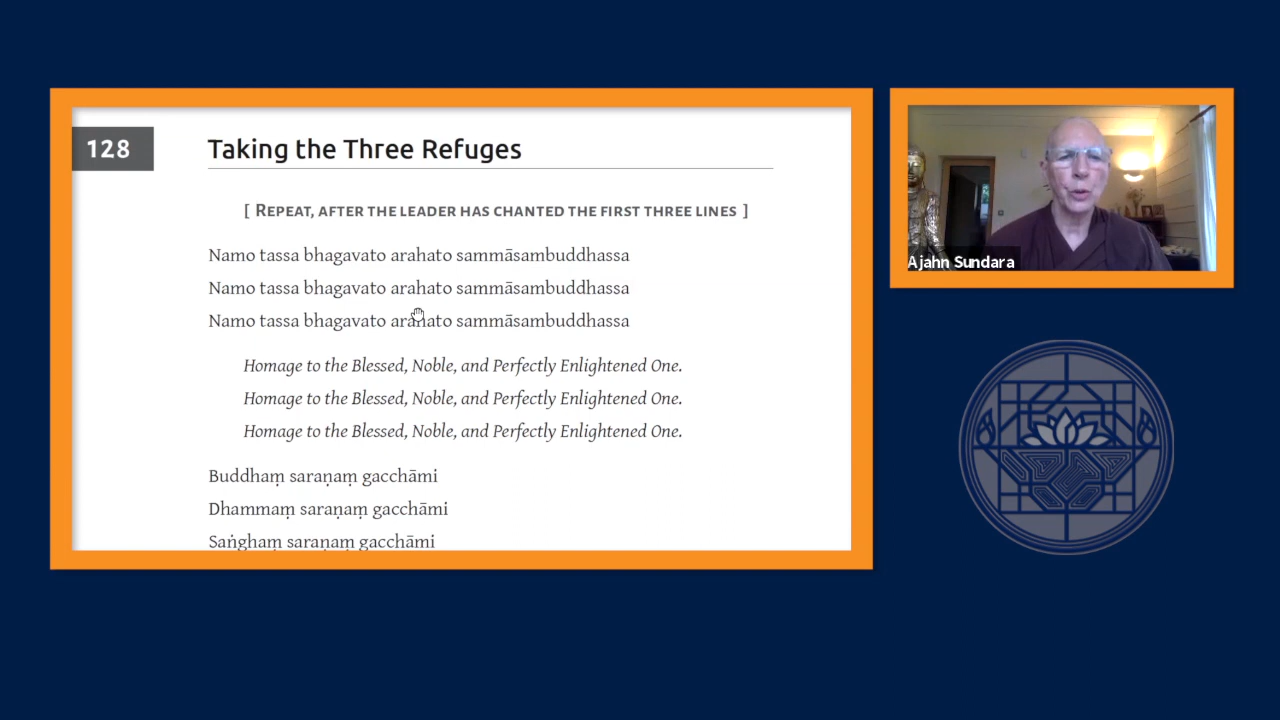 128
Taking the Three Refuges
[ REPEAT, AFTER THE LEADER HAS CHANTED THE FIRST THREE LINES ]
Namo tassa bhagavato arahato sammāsambuddhassa
Namo tassa bhagavato arahato sammāsambuddhassa
Namo tassa bhagavato arahato sammāsambuddhassa
Homage to the Blessed, Noble, and Perfectly Enlightened One.
Homage to the Blessed, Noble, and Perfectly Enlightened One.
Homage to the Blessed, Noble, and Perfectly Enlightened One.
Buddhaṃ saraṇaṃ gacchāmi
Dhammaṃ saraṇaṃ gacchāmi
Saṅghaṃ saraṇaṃ gacchāmi
Ajahn Sundara